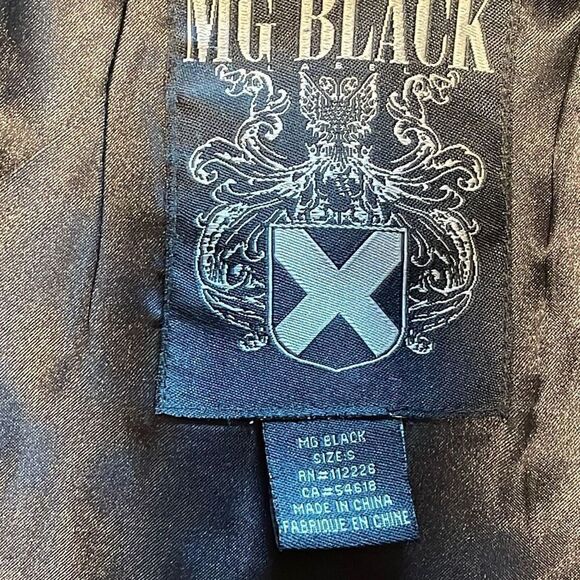 MG BLACK
MG BLACK
SIZE:S
RN=112226
CA=54618
MADE IN CHINA
FABRIQUE EN CHINE